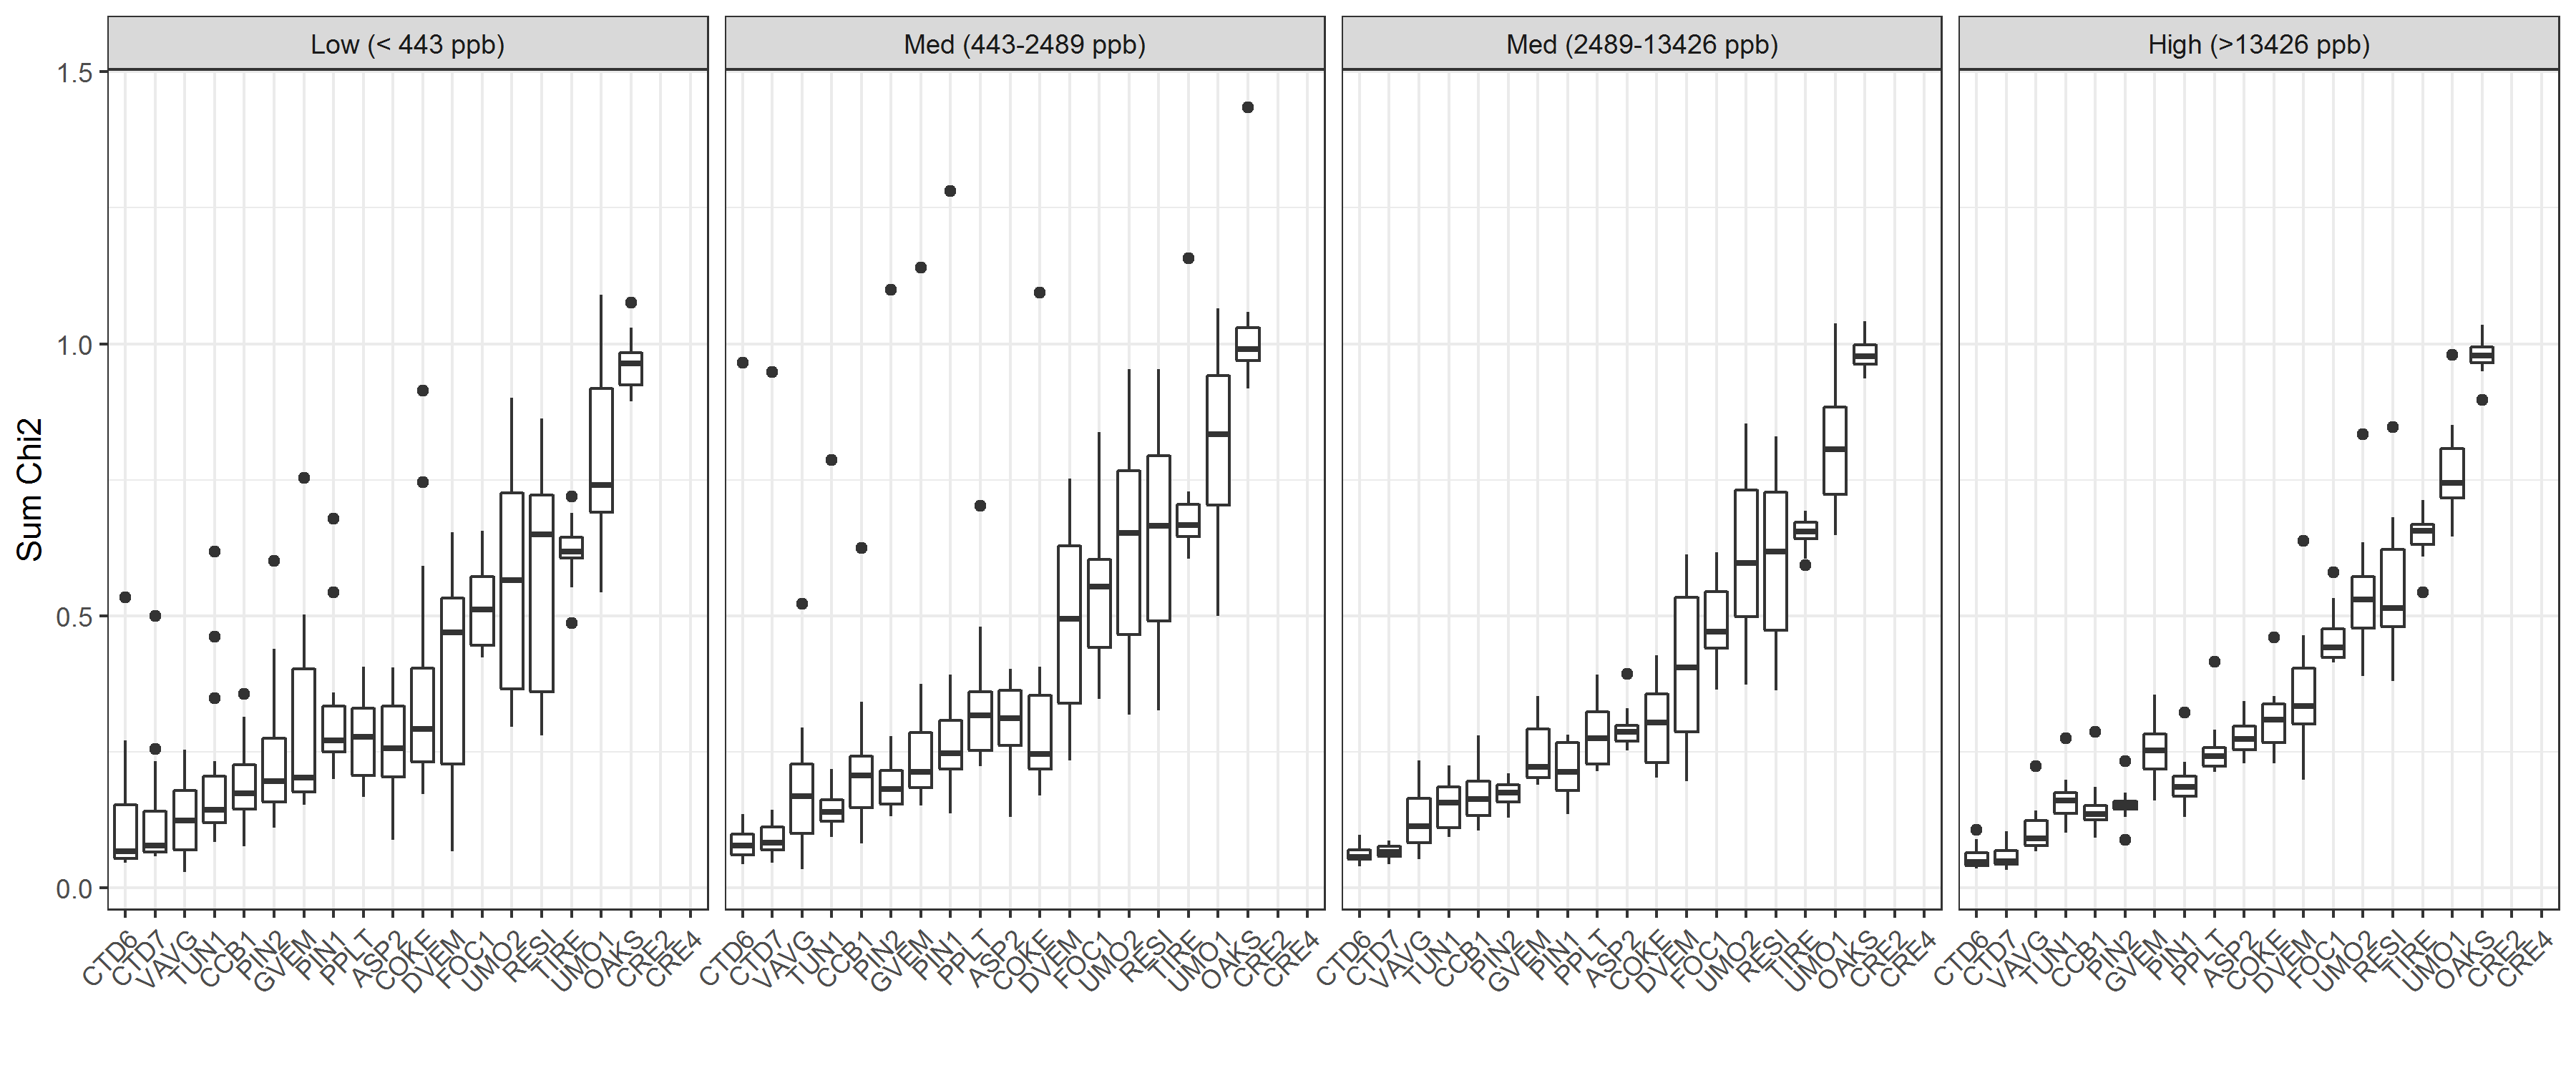 Low (< 443 ppb) Med (443-2489 ppb) Med (2489-13426 ppb) High (>13426 ppb)
1.5
1.0
0.5
0.0
Sum Chi2
CTD6 CTD7 VAVG TUN1 CCB1 PIN2 GVEM PIN1 PPLT ASP2 COKE DVEM FOC1 UMO2 RESI TIRE UMO1 OAKS CRE2 CRE4
CTD6 CTD7 VAVG TUN1 CCB1 PIN2 GVEM PIN1 PPLT ASP2 COKE DVEM FOC1 UMO2 RESI TIRE UMO1 OAKS CRE2 CRE4
CTD6 CTD7 VAVG TUN1 CCB1 PIN2 GVEM PIN1 PPLT ASP2 COKE DVEM FOC1 UMO2 RESI TIRE UMO1 OAKS CRE2 CRE4
CTD6 CTD7 VAVG TUN1 CCB1 PIN2 GVEM PIN1 PPLT ASP2 COKE DVEM FOC1 UMO2 RESI TIRE UMO1 OAKS CRE2 CRE4